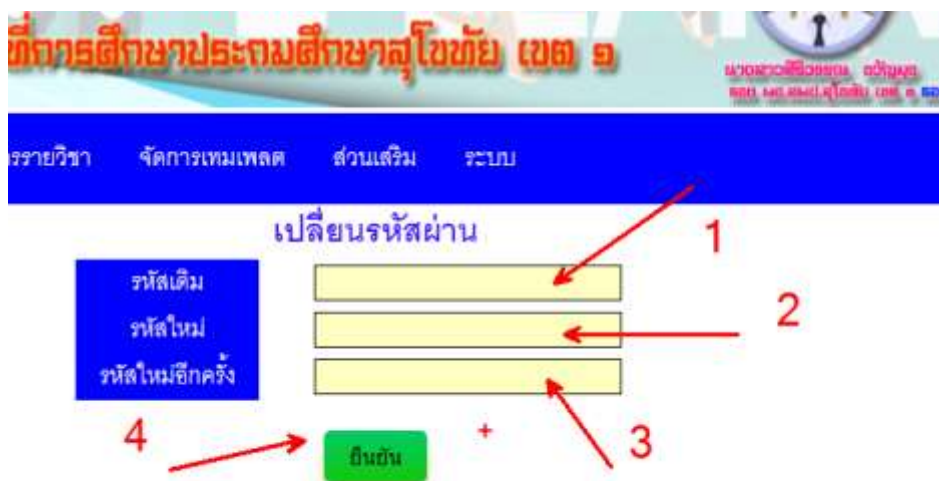 ที่การศึกษาประถมศึกษาสุโขทัย เขต ๑
รายวิชา จัดการเทมเพลต ส่วนเสริม ระบบ
เปลี่ยนรหัสผ่าน
1
รหัสเดิม
รหัสใหม่
2
รหัสใหม่อีกครั้ง
4
ยืนยัน
+
3